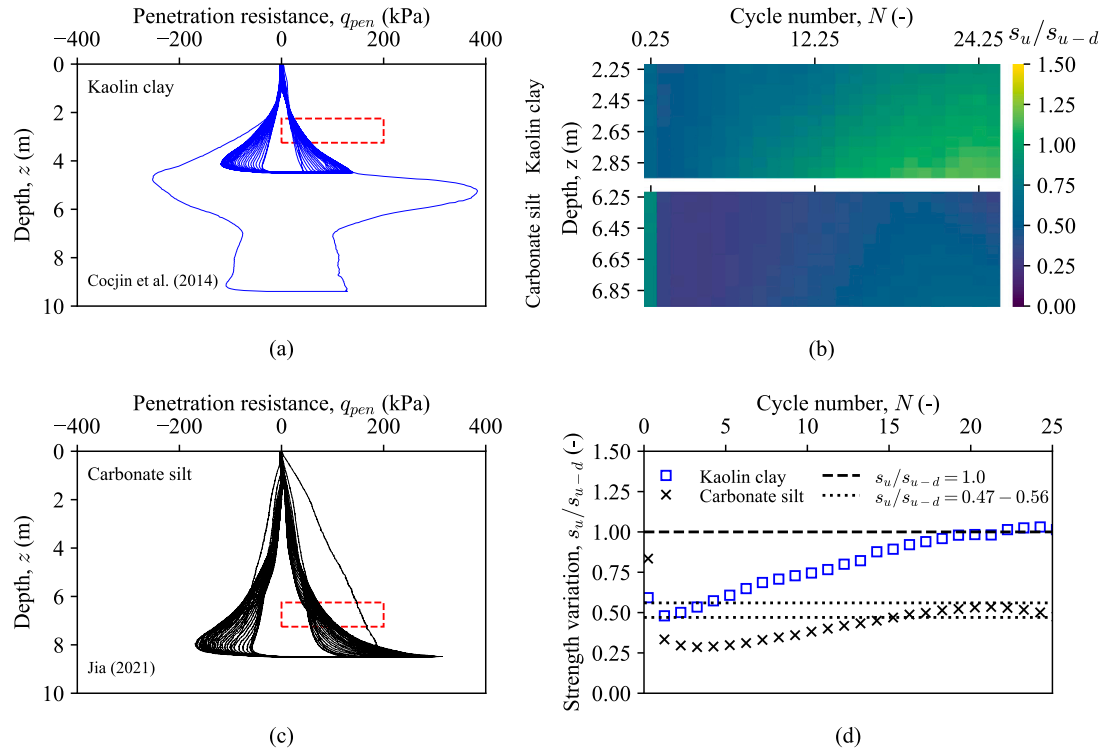 Penetration resistance, q_pen (kPa)
−400 −200 0 200 400
Depth, z (m)
0
2
4
6
8
10
Kaolin clay
Cocjin et al. (2014)
(a)
Cycle number, N (-)
0.25 12.25 24.25
s_u/s_{u−d}
Depth, z (m)
Kaolin clay
2.25
2.45
2.65
2.85
Carbonate silt
6.25
6.45
6.65
6.85
1.50
1.25
1.00
0.75
0.50
0.25
0.00
(b)
Penetration resistance, q_pen (kPa)
−400 −200 0 200 400
Depth, z (m)
0
2
4
6
8
10
Carbonate silt
Jia (2021)
(c)
Cycle number, N (-)
0 5 10 15 20 25
Strength variation, s_u/s_{u−d} (-)
1.50
1.25
1.00
0.75
0.50
0.25
0.00
Kaolin clay
Carbonate silt
s_u/s_{u−d} = 1.0
s_u/s_{u−d} = 0.47 − 0.56
(d)